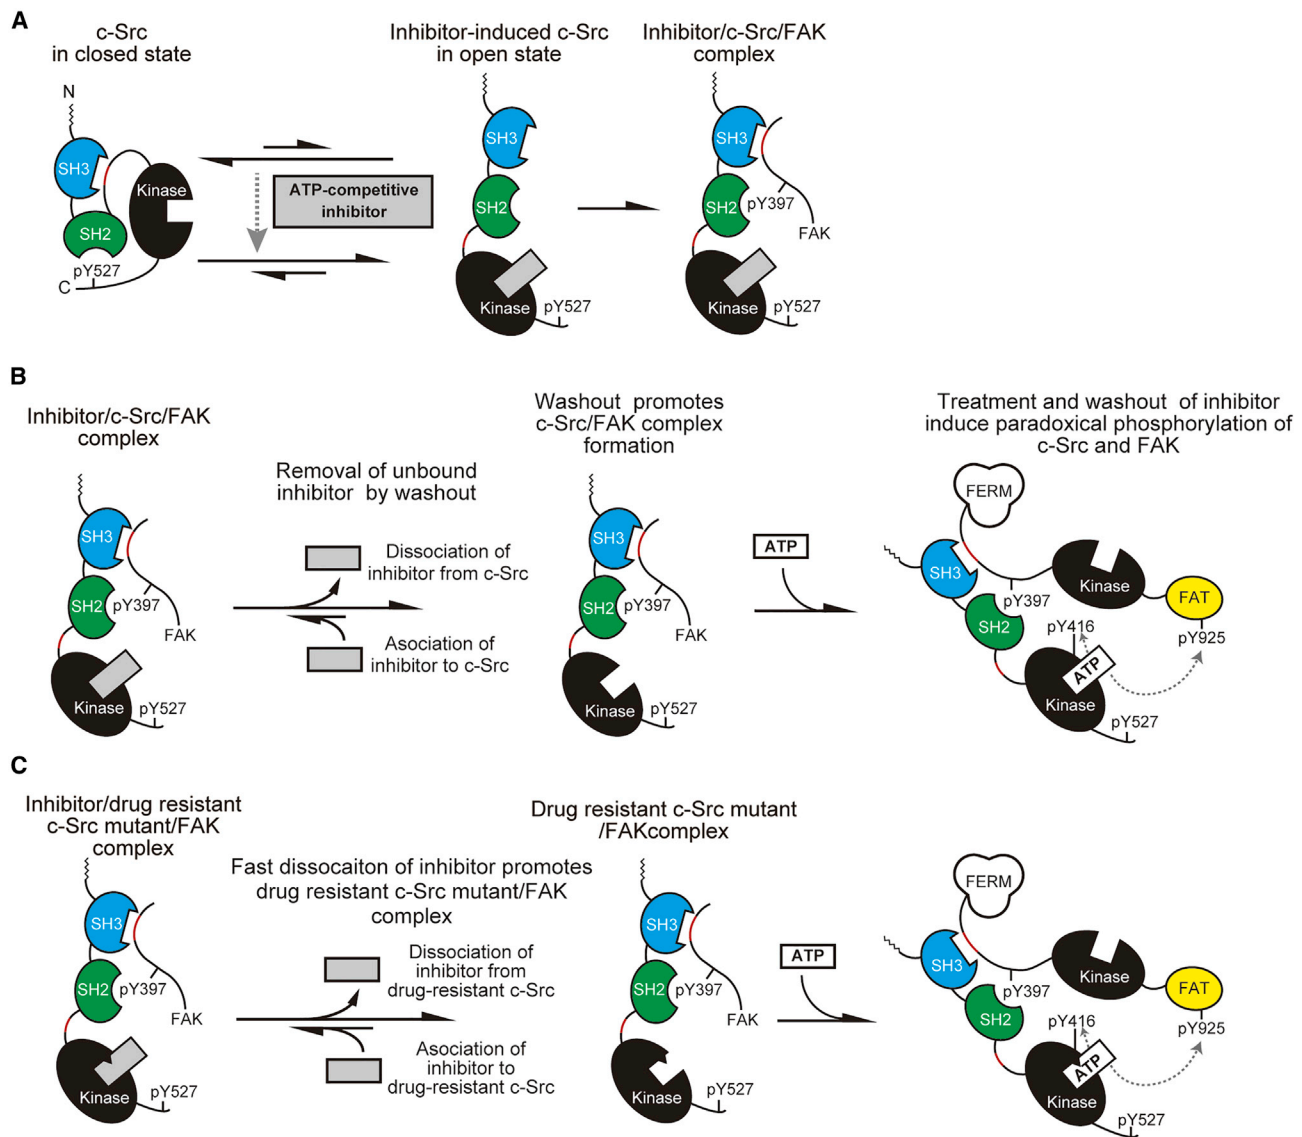 A
c-Src
in closed state
Inhibitor-induced c-Src
in open state
Inhibitor/c-Src/FAK
complex
N
SH3
Kinase
SH2
pY527
C
ATP-competitive
inhibitor
SH3
SH2
Kinase
pY527
SH3
SH2
pY397
FAK
Kinase
pY527
B
Inhibitor/c-Src/FAK
complex
Removal of unbound
inhibitor by washout
Washout promotes
c-Src/FAK complex
formation
Treatment and washout of inhibitor
induce paradoxical phosphorylation of
c-Src and FAK
SH3
SH2
pY397
FAK
Kinase
pY527
Dissociation of
inhibitor from c-Src
Asociation of
inhibitor to c-Src
SH3
SH2
pY397
FAK
Kinase
pY527
ATP
FERM
SH3
Kinase
pY397
FAT
SH2
pY416
pY925
ATP
Kinase
pY527
C
Inhibitor/drug resistant
c-Src mutant/FAK
complex
Fast dissocaiton of inhibitor promotes
drug resistant c-Src mutant/FAK
complex
Drug resistant c-Src mutant
/FAKcomplex
SH3
SH2
pY397
FAK
Kinase
pY527
Dissociation of
inhibitor from
drug-resistant c-Src
Asociation of
inhibitor to
drug-resistant c-Src
SH3
SH2
pY397
FAK
Kinase
pY527
ATP
FERM
SH3
Kinase
pY397
FAT
SH2
pY416
pY925
ATP
Kinase
pY527